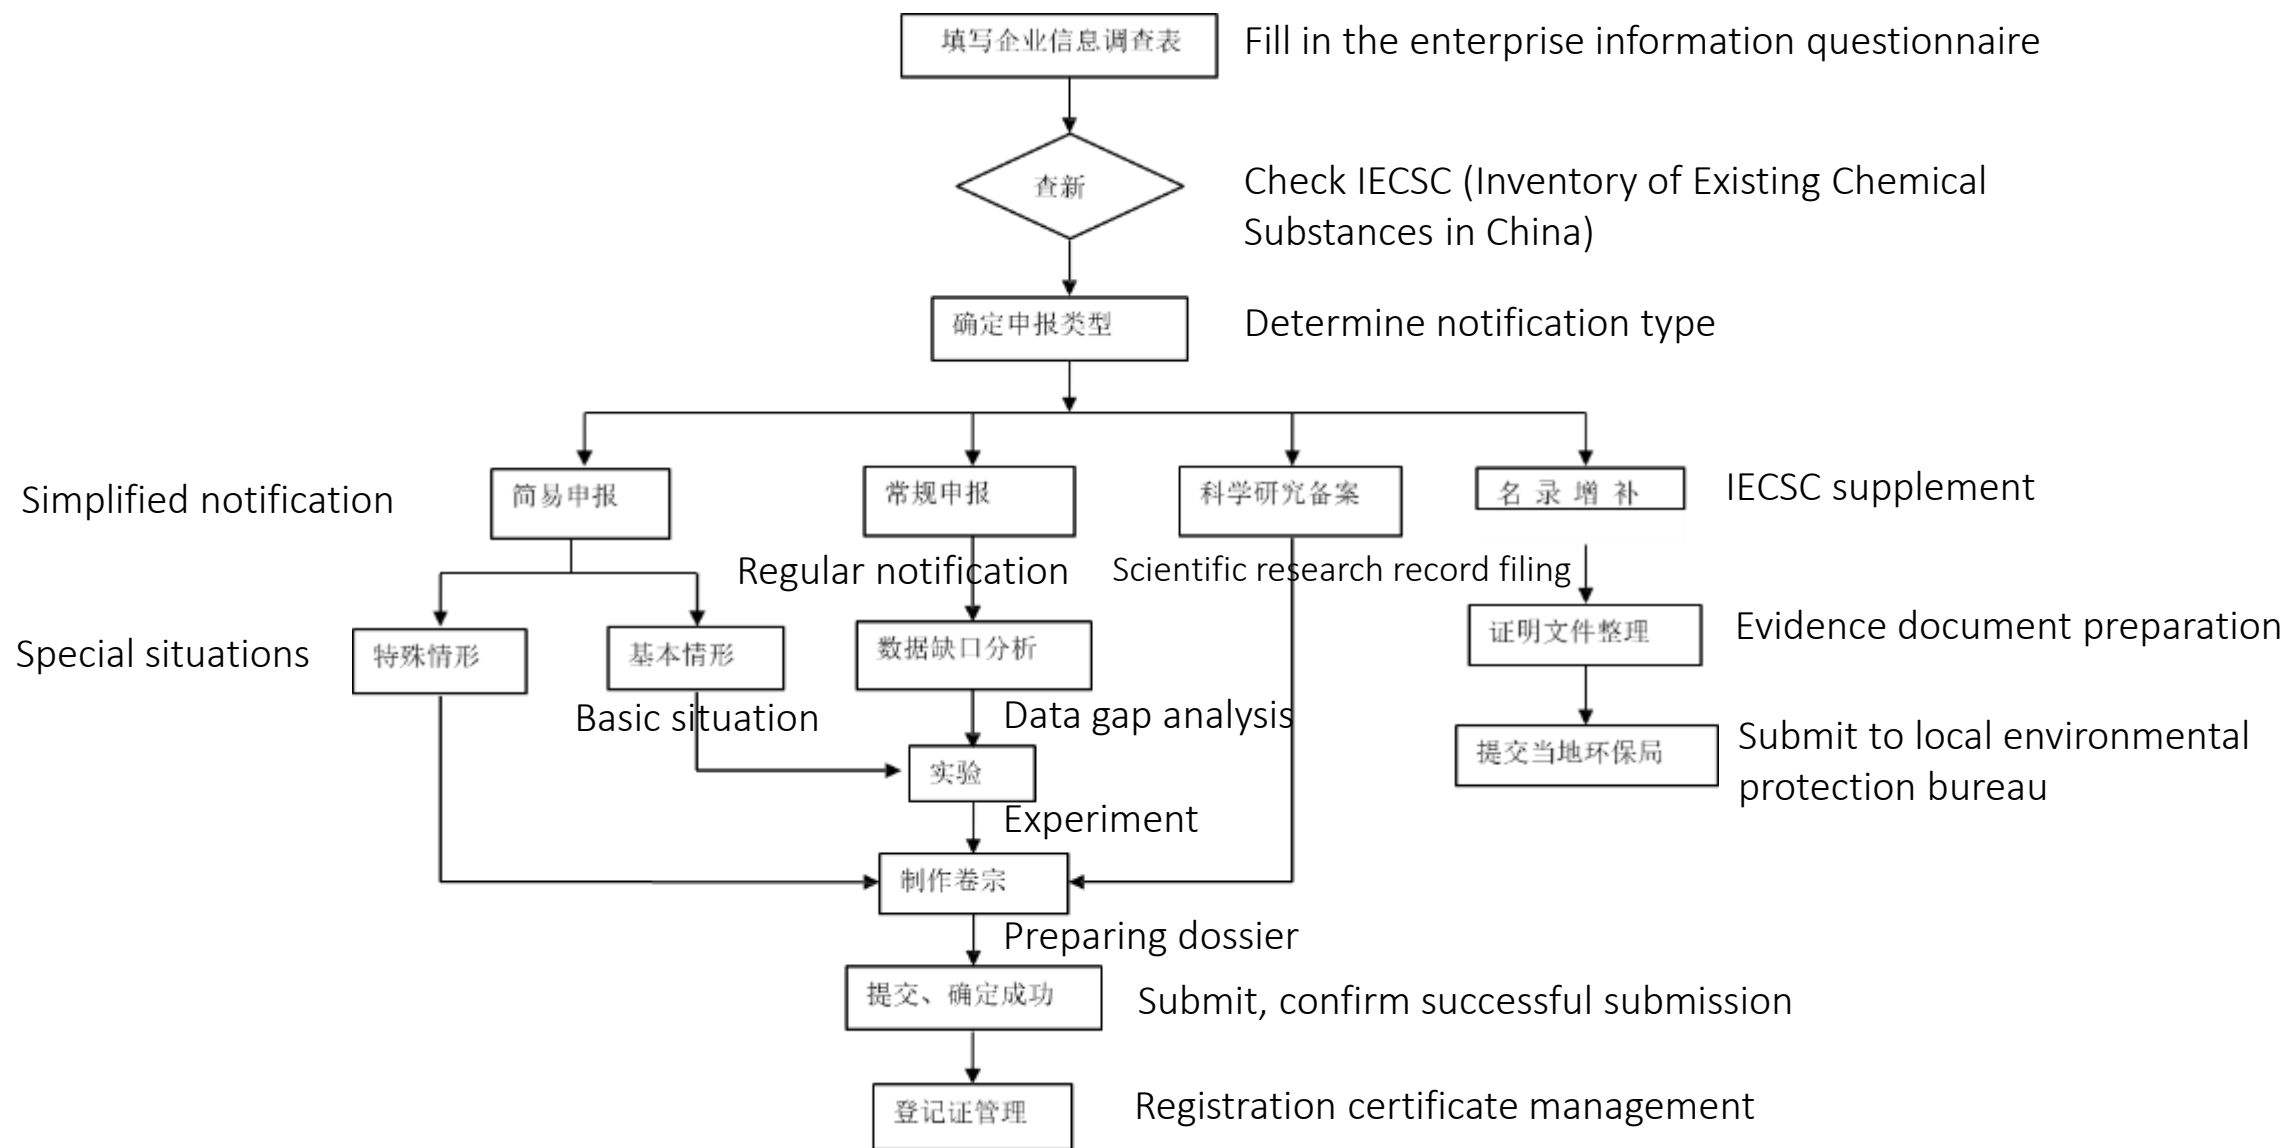 填写企业信息调查表
Fill in the enterprise information questionnaire
查新
Check IECSC (Inventory of Existing Chemical
Substances in China)
确定申报类型
Determine notification type
Simplified notification
简易申报
常规申报
科学研究备案
名录增补
IECSC supplement
Regular notification
Scientific research record filing
Special situations
特殊情形
基本情形
数据缺口分析
证明文件整理
Evidence document preparation
Basic situation
Data gap analysis
实验
提交当地环保局
Submit to local environmental
protection bureau
Experiment
制作卷宗
Preparing dossier
提交、确定成功
Submit, confirm successful submission
登记证管理
Registration certificate management